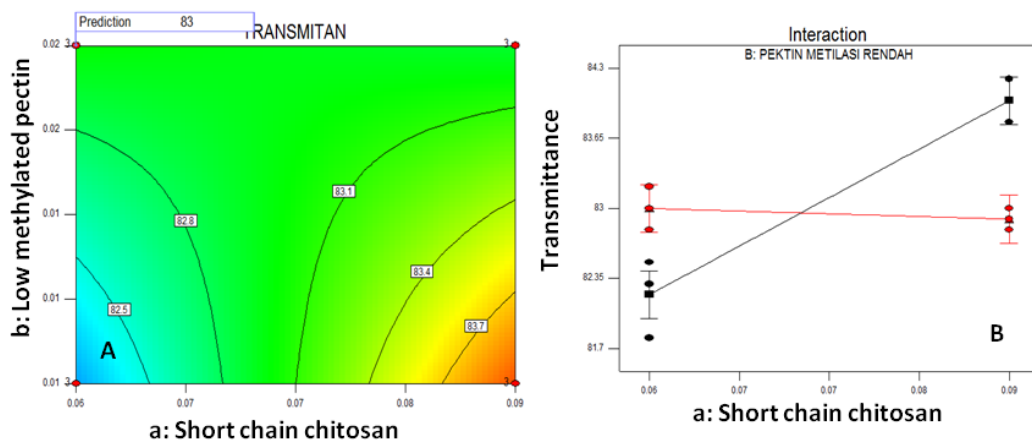 Prediction 83
TRANSMITAN
b: Low methylated pectin
0.02
0.02
0.01
0.01
0.01
3
3
3
3
82.5
82.8
83.1
83.4
83.7
A
0.06
0.07
0.07
0.08
0.09
a: Short chain chitosan
Interaction
B: PEKTIN METILASI RENDAH
Transmittance
84.3
83.65
83
82.35
81.7
B
0.06
0.07
0.07
0.08
0.09
a: Short chain chitosan